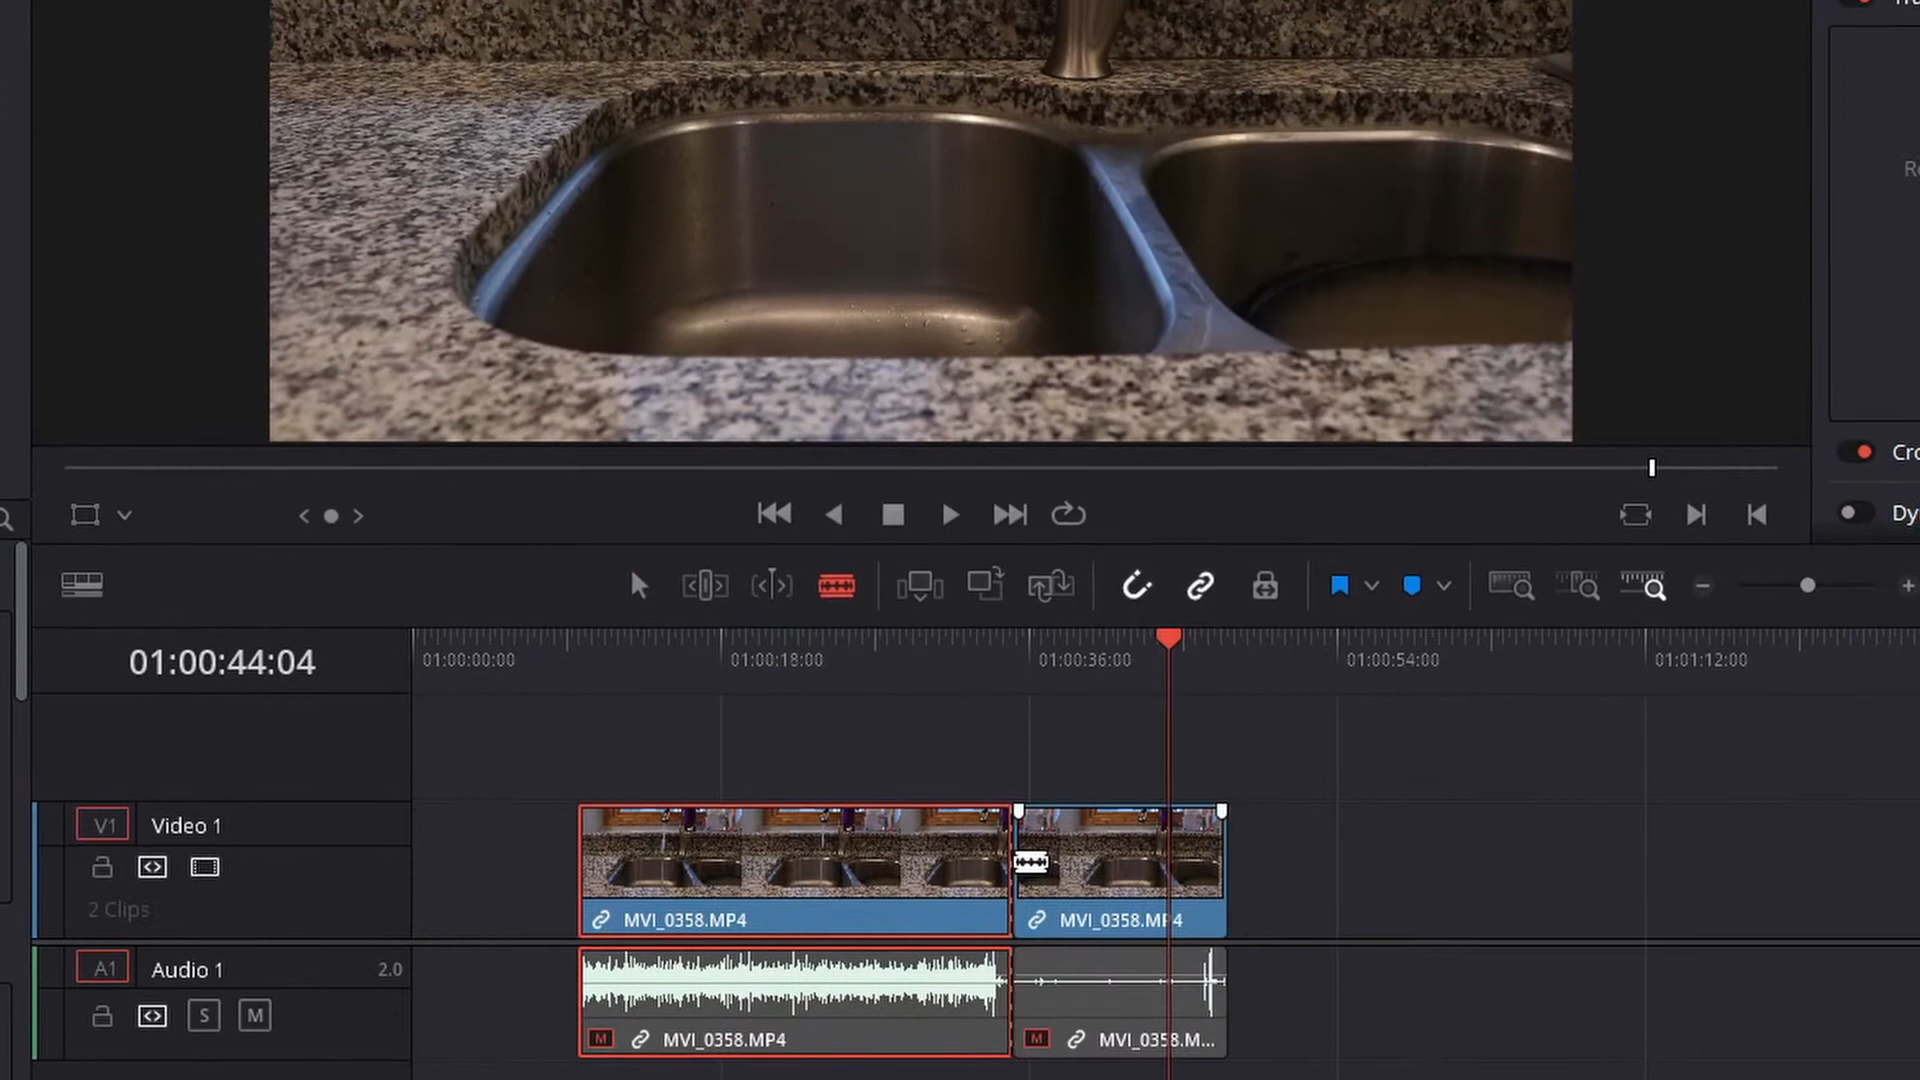 Cro
Dy
01:00:44:04
01:00:00:00
01:00:18:00
01:00:36:00
01:00:54:00
01:01:12:00
V1
Video 1
2 Clips
MVI_0358.MP4
MVI_0358.MP4
A1
Audio 1
2.0
S
M
M
MVI_0358.MP4
M
MVI_0358.M...